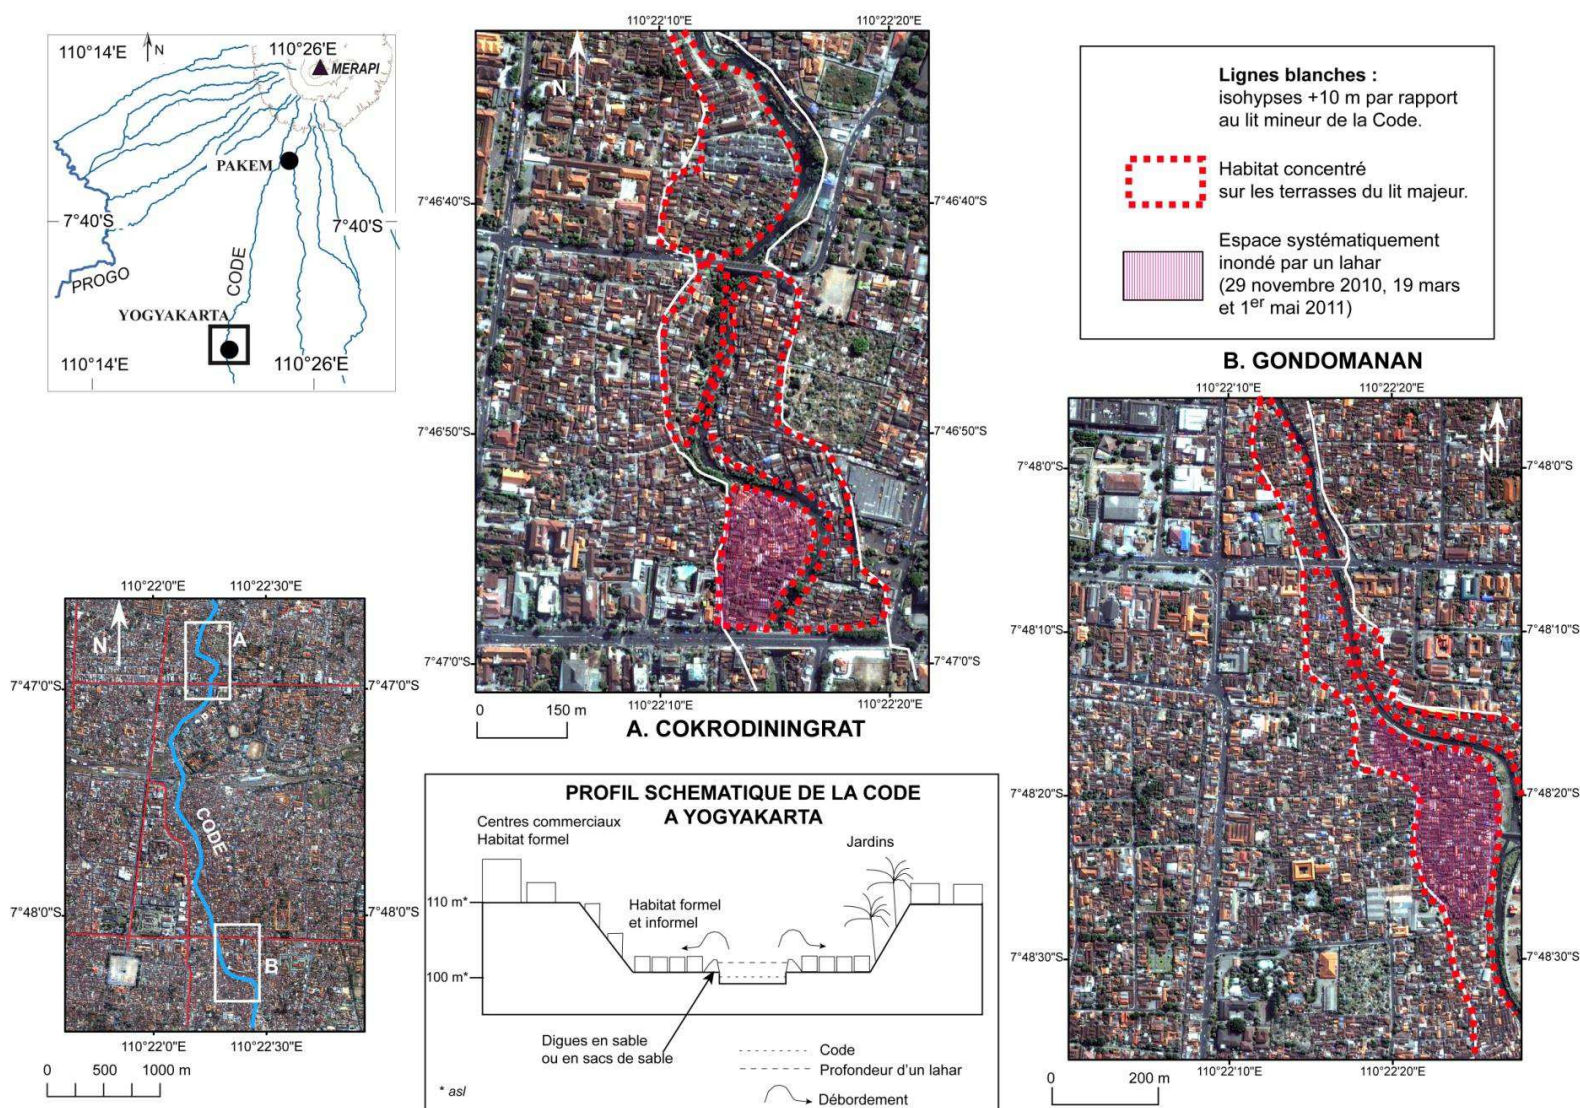 110°14'E
N
110°26'E
MERAPI
PAKEM
7°40'S
7°40'S
PROGO
CODE
YOGYAKARTA
110°14'E
110°26'E
110°22'10"E
110°22'20"E
N
7°46'40"S
7°46'40"S
7°46'50"S
7°46'50"S
7°47'0"S
7°47'0"S
110°22'10"E
110°22'20"E
0
150 m
A. COKRODININGRAT
Lignes blanches :
isohypses +10 m par rapport
au lit mineur de la Code.
Habitat concentré
sur les terrasses du lit majeur.
Espace systématiquement
inondé par un lahar
(29 novembre 2010, 19 mars
et 1er mai 2011)
B. GONDOMANAN
110°22'10"E
110°22'20"E
N
7°48'0"S
7°48'0"S
7°48'10"S
7°48'10"S
7°48'20"S
7°48'20"S
7°48'30"S
7°48'30"S
110°22'10"E
110°22'20"E
0
200 m
110°22'0"E
110°22'30"E
N
A
7°47'0"S
7°47'0"S
CODE
7°48'0"S
7°48'0"S
B
110°22'0"E
110°22'30"E
0
500
1000 m
PROFIL SCHEMATIQUE DE LA CODE
A YOGYAKARTA
Centres commerciaux
Habitat formel
Jardins
Habitat formel
et informel
110 m*
100 m*
Digues en sable
ou en sacs de sable
Code
Profondeur d'un lahar
Débordement
* asl